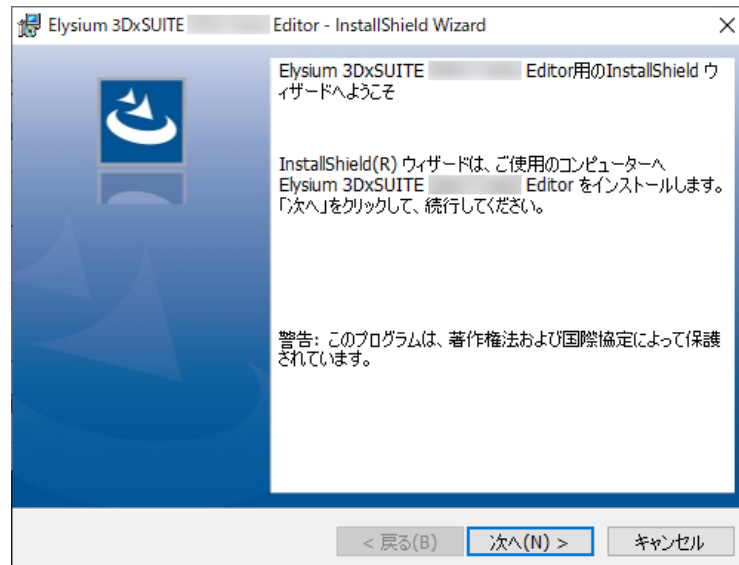 Elysium 3DxSUITE Editor - InstallShield Wizard
Elysium 3DxSUITE Editor用のInstallShield ウ
ィザードへようこそ
InstallShield(R) ウィザードは、ご使用のコンピューターへ
Elysium 3DxSUITE Editor をインストールします。
「次へ」をクリックして、続行してください。
警告: このプログラムは、著作権法および国際協定によって保護
されています。
< 戻る(B)
次へ(N) >
キャンセル